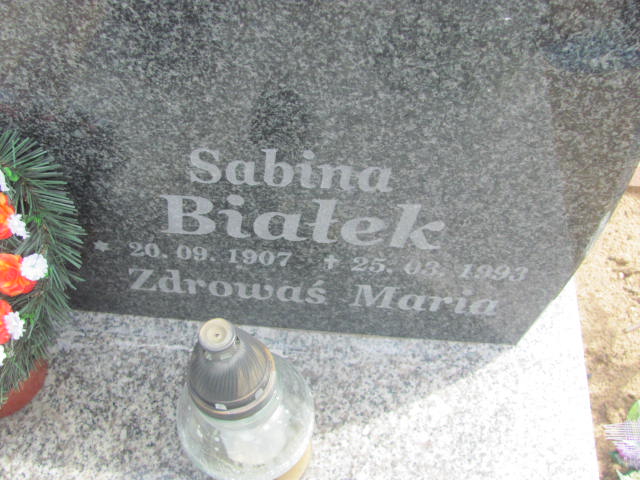 Sabina
Białek
* 20. 09. 1907 ✝ 25. 03. 1993
Zdrowaś Maria